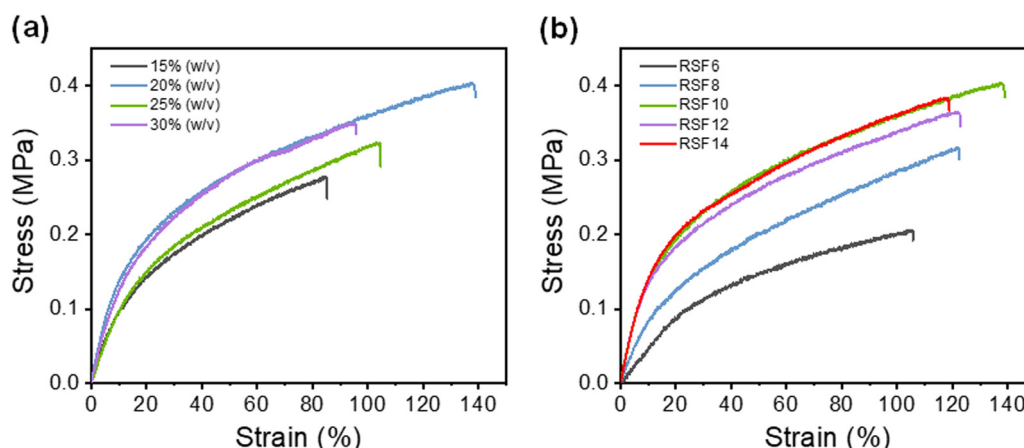 (a)
15% (w/v)
20% (w/v)
25% (w/v)
30% (w/v)
Stress (MPa)
0.4
0.3
0.2
0.1
0.0
0 20 40 60 80 100 120 140
Strain (%)
(b)
RSF6
RSF8
RSF10
RSF12
RSF14
Stress (MPa)
0.4
0.3
0.2
0.1
0.0
0 20 40 60 80 100 120 140
Strain (%)